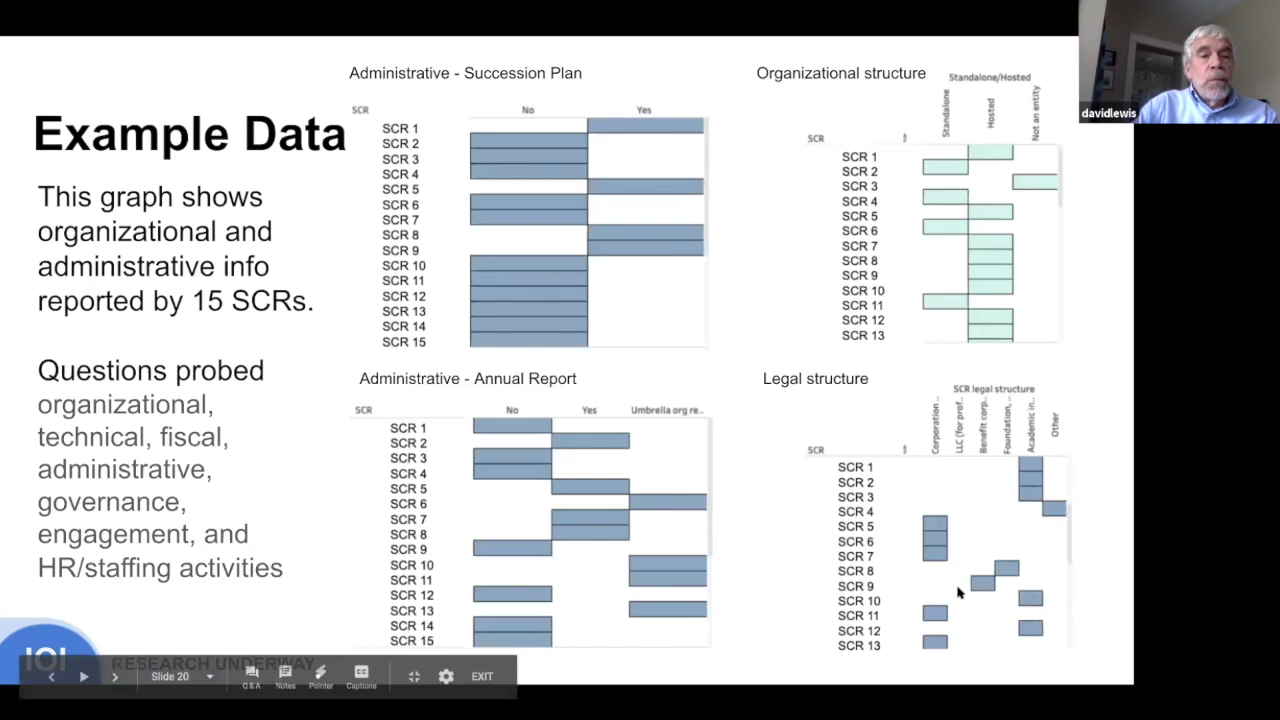 Example Data
This graph shows
organizational and
administrative info
reported by 15 SCRs.
Questions probed
organizational,
technical, fiscal,
administrative,
governance,
engagement, and
HR/staffing activities
IOI
RESEARCH UNDERWAY
Administrative - Succession Plan
SCR
No
Yes
SCR 1
SCR 2
SCR 3
SCR 4
SCR 5
SCR 6
SCR 7
SCR 8
SCR 9
SCR 10
SCR 11
SCR 12
SCR 13
SCR 14
SCR 15
Organizational structure
Standalone/Hosted
Standalone
Hosted
Not an entity
SCR
SCR 1
SCR 2
SCR 3
SCR 4
SCR 5
SCR 6
SCR 7
SCR 8
SCR 9
SCR 10
SCR 11
SCR 12
SCR 13
Administrative - Annual Report
SCR
No
Yes
Umbrella org re..
SCR 1
SCR 2
SCR 3
SCR 4
SCR 5
SCR 6
SCR 7
SCR 8
SCR 9
SCR 10
SCR 11
SCR 12
SCR 13
SCR 14
SCR 15
Legal structure
SCR legal structure
Corporation ..
LLC (for prof..
Benefit corp..
Foundation, ..
Academic in..
Other
SCR
SCR 1
SCR 2
SCR 3
SCR 4
SCR 5
SCR 6
SCR 7
SCR 8
SCR 9
SCR 10
SCR 11
SCR 12
SCR 13
davidlewis
Slide 20
Q & A
Notes
Pointer
Captions
EXIT